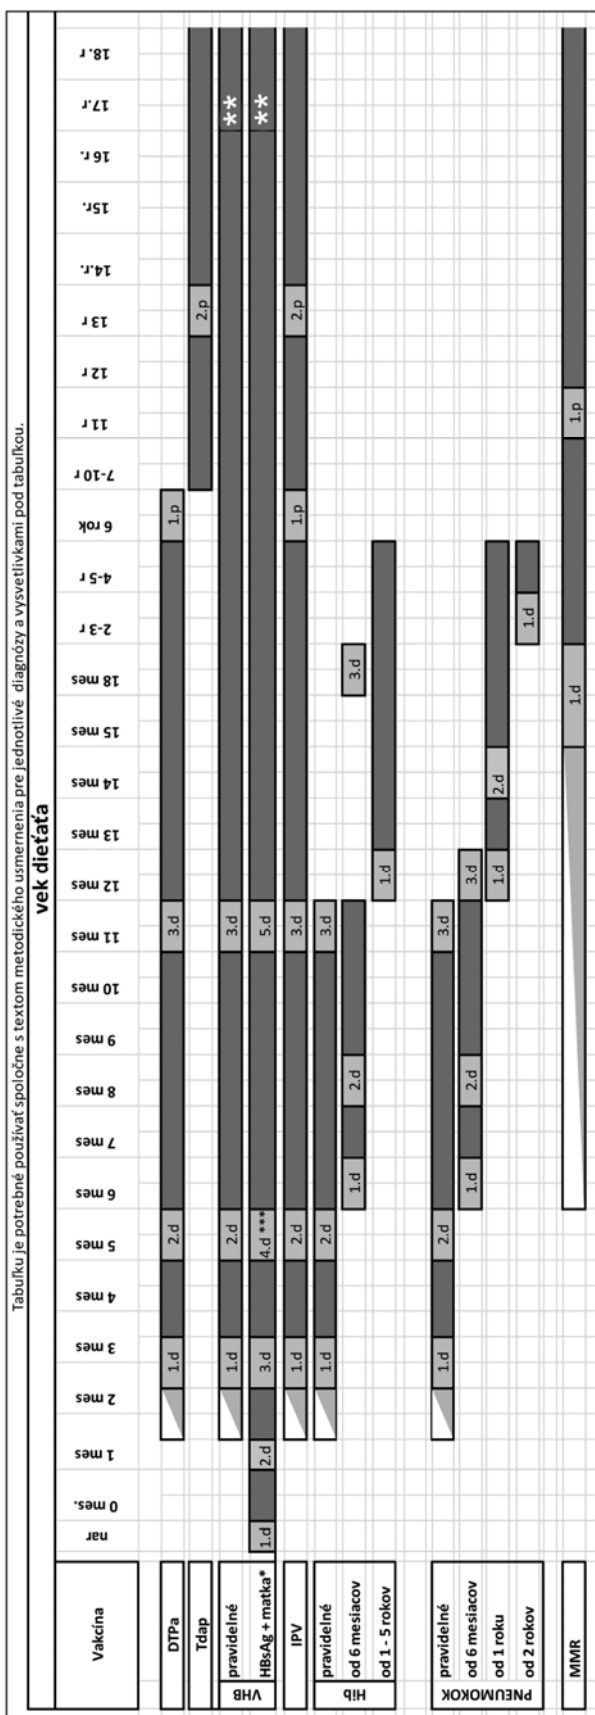 Tabuľku je potrebné používať spoločne s textom metodického usmernenia pre jednotlivé diagnózy a vysvetlivkami pod tabuľkou.
vek dieťaťa
Vakcína nar 0 mes. 1 mes 2 mes 3 mes 4 mes 5 mes 6 mes 7 mes 8 mes 9 mes 10 mes 11 mes 12 mes 13 mes 14 mes 15 mes 18 mes 2-3 r 4-5 r 6 rok 7-10 r 11 r 12 r 13 r 14.r. 15r. 16 r 17.r 18. r
DTPa 1.d 2.d 3.d 1.p
Tdap 2.p
VHB
pravidelné 1.d 2.d 3.d **
HBsAg + matka* 1.d 2.d 3.d 4.d *** 5.d **
IPV 1.d 2.d 3.d 1.p 2.p
Hib
pravidelné 1.d 2.d 3.d
od 6 mesiacov 1.d 2.d 3.d
od 1 - 5 rokov 1.d
PNEUMOKOK
pravidelné 1.d 2.d 3.d
od 6 mesiacov 1.d 2.d 3.d
od 1 roku 1.d 2.d
od 2 rokov 1.d
MMR 1.d 1.p